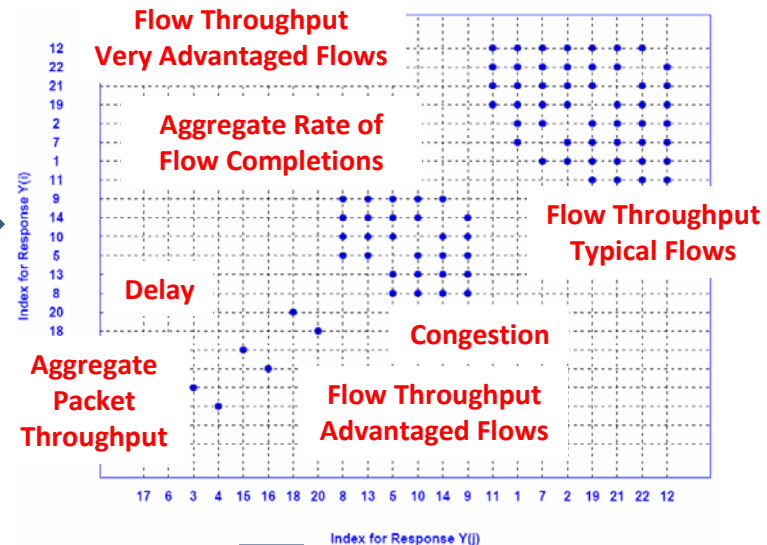 Flow Throughput
Very Advantaged Flows
12
22
21
19
2
7
1
11
9
14
10
5
13
8
20
18
Index for Response Y(i)
Aggregate Rate of
Flow Completions
Flow Throughput
Typical Flows
Delay
Congestion
Aggregate
Packet
Throughput
Flow Throughput
Advantaged Flows
17 6 3 4 15 16 18 20 8 13 5 10 14 9 11 1 7 2 19 21 22 12
Index for Response Y(j)